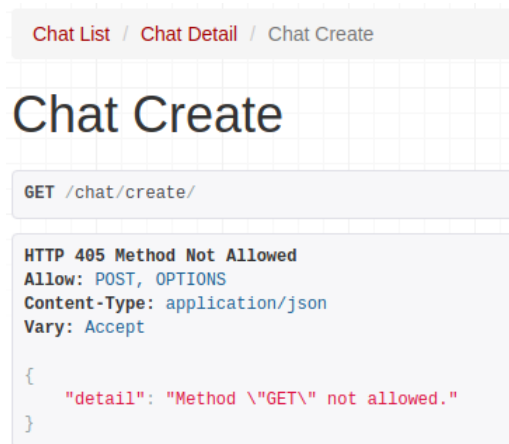 Chat List / Chat Detail / Chat Create
Chat Create
GET /chat/create/
HTTP 405 Method Not Allowed
Allow: POST, OPTIONS
Content-Type: application/json
Vary: Accept
{
    "detail": "Method \"GET\" not allowed."
}